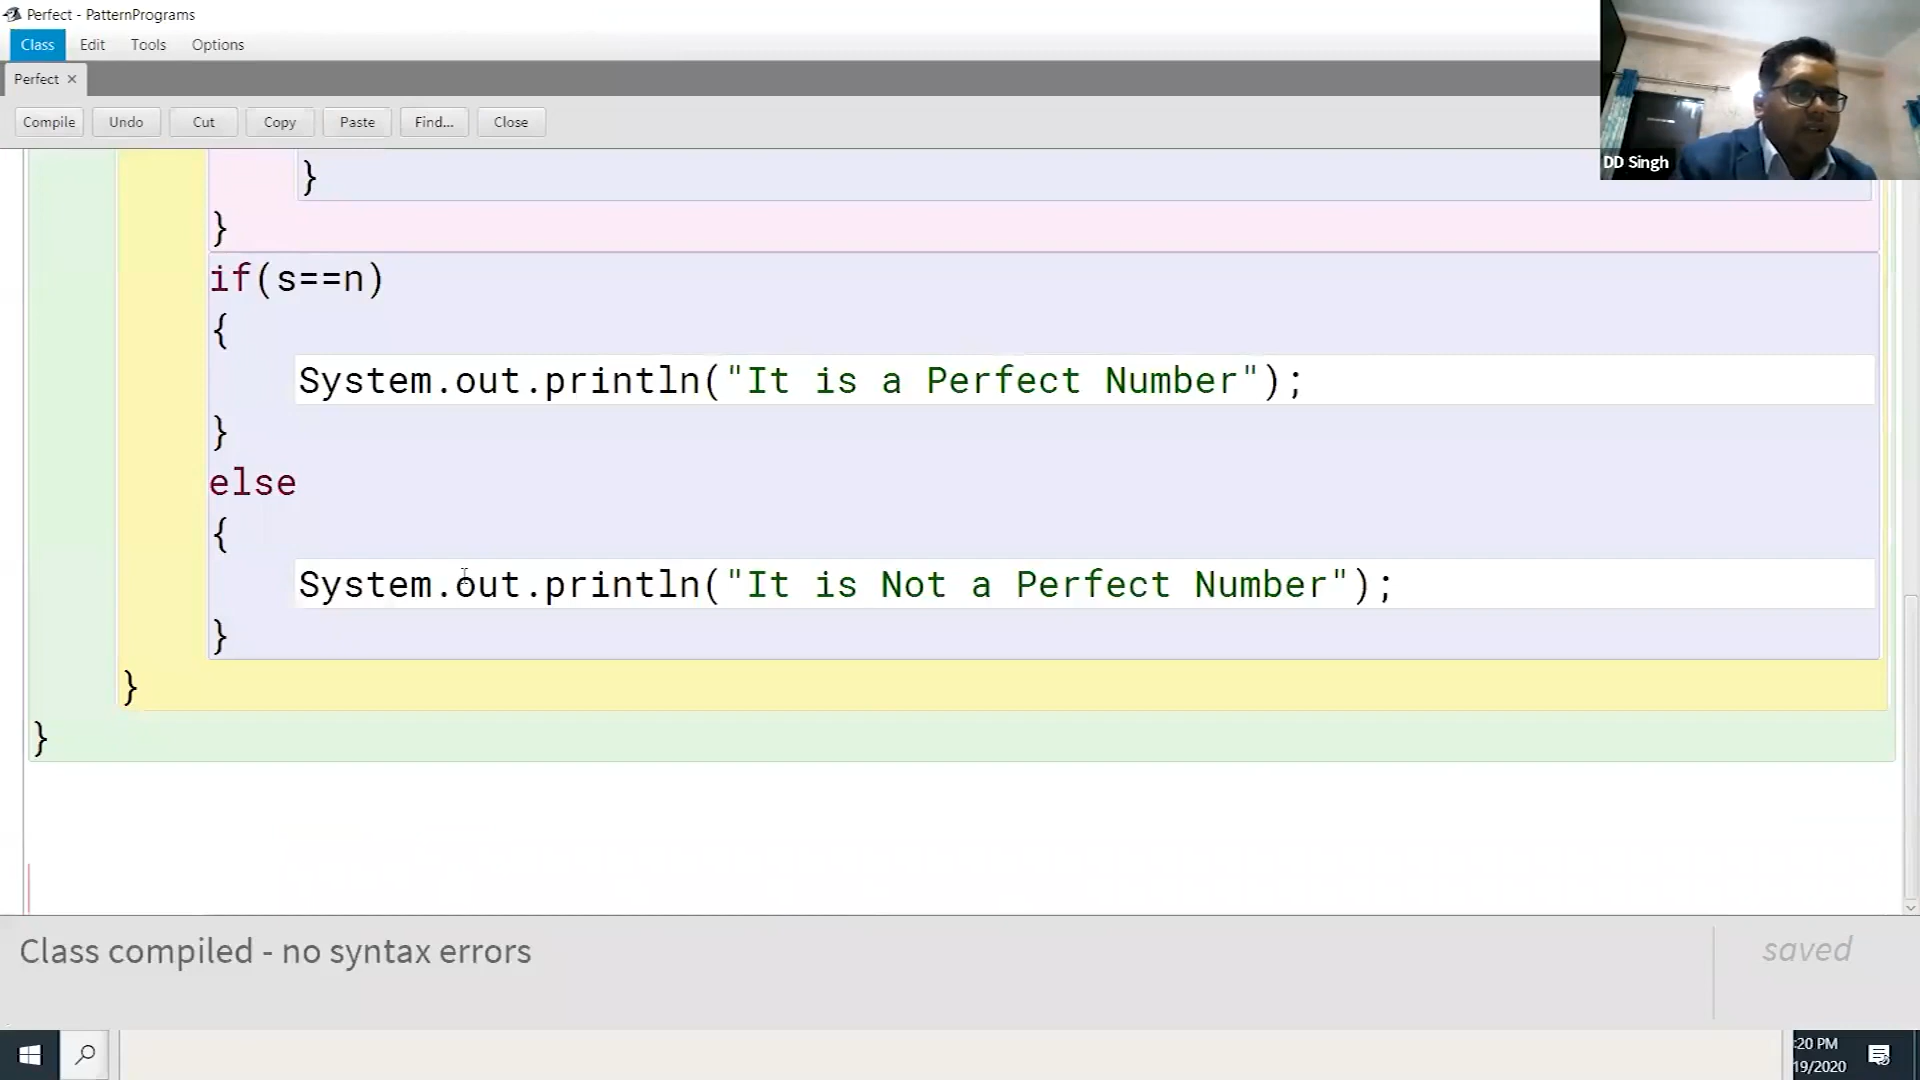 Perfect - PatternPrograms
Class Edit Tools Options
Perfect ×
Compile Undo Cut Copy Paste Find... Close
DD Singh
}
}
if(s==n)
{
System.out.println("It is a Perfect Number");
}
else
{
System.out.println("It is Not a Perfect Number");
}
}
}
Class compiled - no syntax errors
saved
:20 PM
19/2020